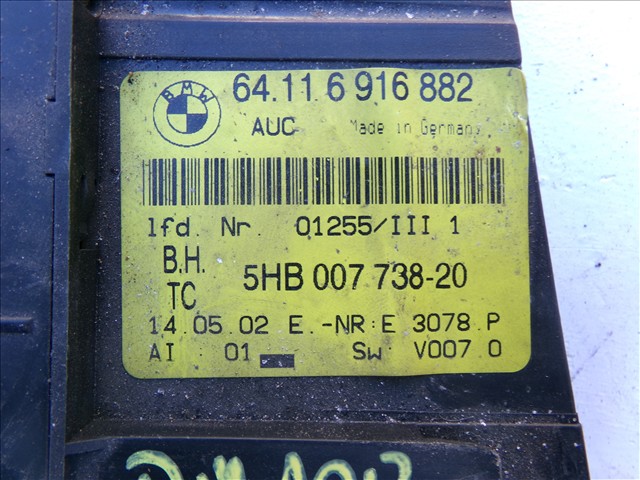 BMW
64.11 6 916 882
AUC Made in Germany
lfd. Nr. 01255/III 1
B.H.
TC 5HB 007 738-20
14.05.02 E.-NR:E 3078 P
AI : 01 Sw V007.0